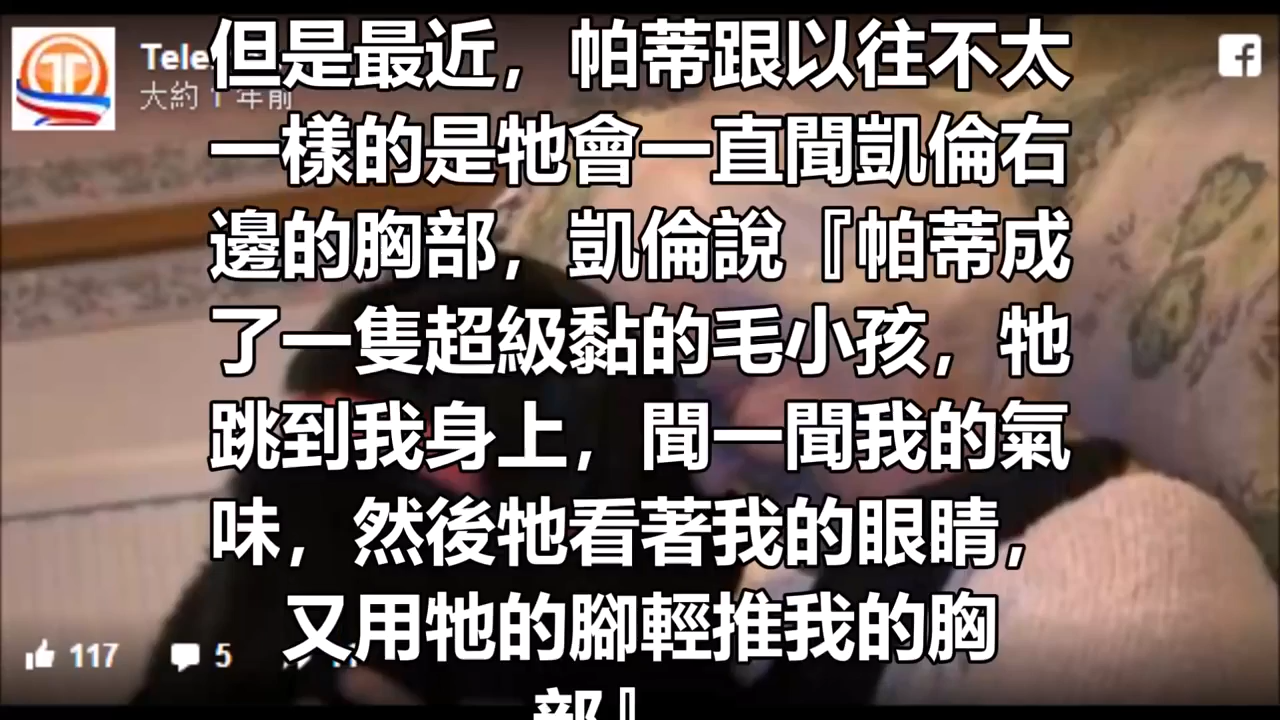 Tele
大約 1 年前
但是最近，帕蒂跟以往不太
一樣的是牠會一直聞凱倫右
邊的胸部，凱倫說『帕蒂成
了一隻超級黏的毛小孩，牠
跳到我身上，聞一聞我的氣
味，然後牠看著我的眼睛，
又用牠的腳輕推我的胸
部』
117
5